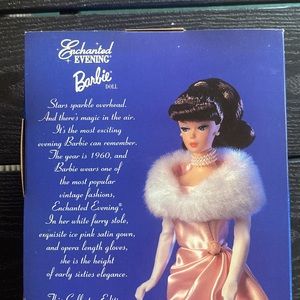 Enchanted
EVENING®
Barbie®
DOLL
Stars sparkle overhead.
And there's magic in the air.
It's the most exciting
evening Barbie can remember.
The year is 1960, and
Barbie wears one of
the most popular
vintage fashions,
Enchanted Evening®.
In her white furry stole,
exquisite ice pink satin gown,
and opera length gloves,
she is the height
of early sixties elegance.
This Collector Edition